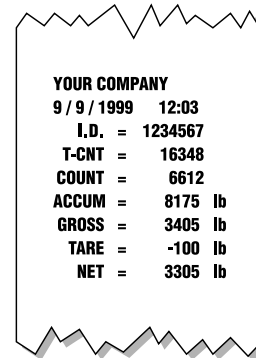 YOUR COMPANY
9 / 9 / 1999 12:03
I.D. = 1234567
T-CNT = 16348
COUNT = 6612
ACCUM = 8175 lb
GROSS = 3405 lb
TARE = -100 lb
NET = 3305 lb